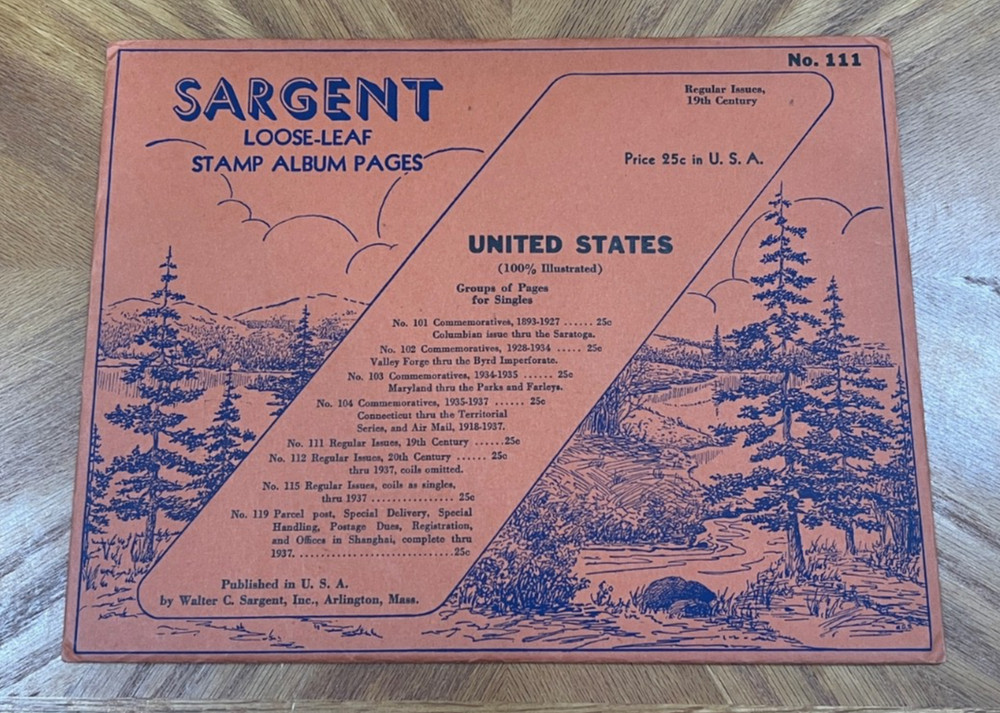 No. 111
SARGENT
LOOSE-LEAF
STAMP ALBUM PAGES
Regular Issues,
19th Century
Price 25c in U. S. A.
UNITED STATES
(100% Illustrated)
Groups of Pages
for Singles
No. 101 Commemoratives, 1893-1927 ...... 25c
Columbian issue thru the Saratoga.
No. 102 Commemoratives, 1928-1934 ..... 25c
Valley Forge thru the Byrd Imperforate.
No. 103 Commemoratives, 1934-1935 ...... 25c
Maryland thru the Parks and Farleys.
No. 104 Commemoratives, 1935-1937 ...... 25c
Connecticut thru the Territorial
Series, and Air Mail, 1918-1937.
No. 111 Regular Issues, 19th Century ......25c
No. 112 Regular Issues, 20th Century ...... 25c
thru 1937, coils omitted.
No. 115 Regular Issues, coils as singles,
thru 1937 ................ 25c
No. 119 Parcel post, Special Delivery, Special
Handling, Postage Dues, Registration,
and Offices in Shanghai, complete thru
1937. ..............................25c
Published in U. S. A.
by Walter C. Sargent, Inc., Arlington, Mass.